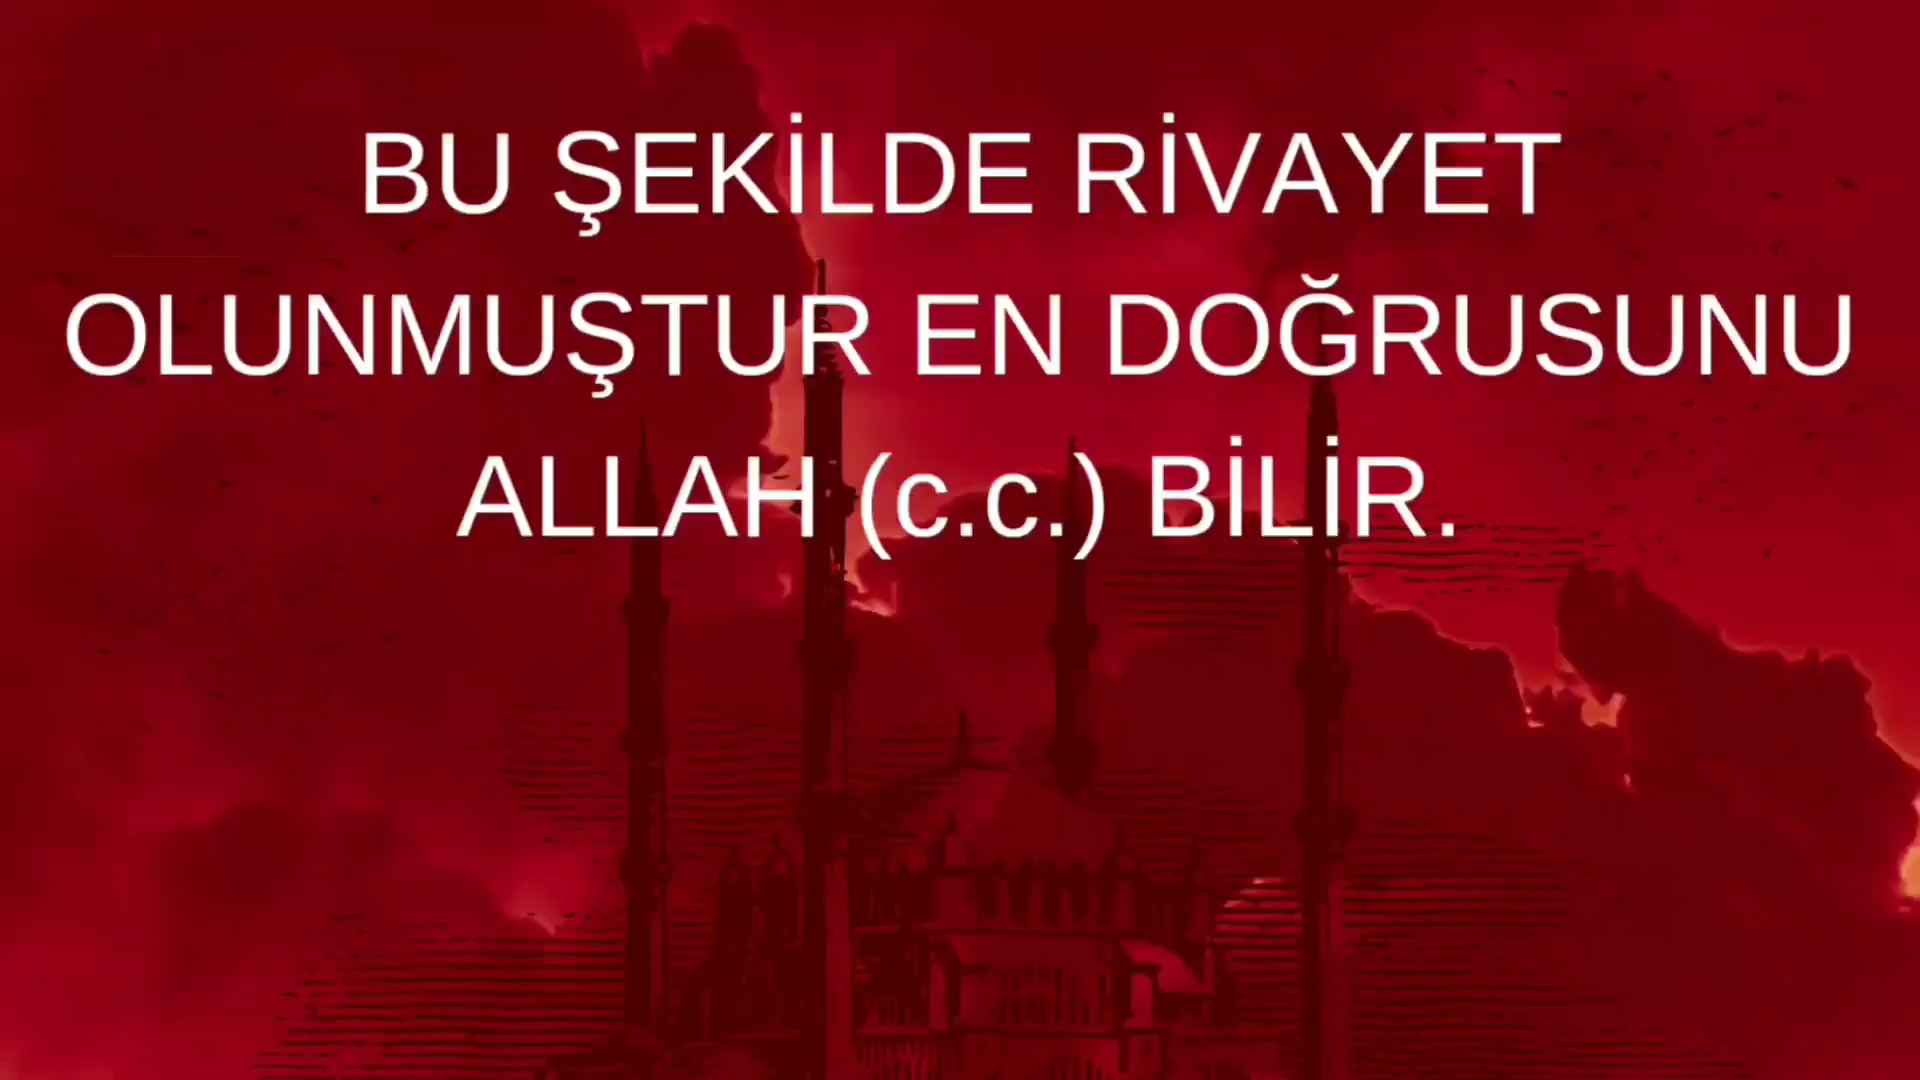 BU ŞEKİLDE RİVAYET
OLUNMUŞTUR EN DOĞRUSUNU
ALLAH (c.c.) BİLİR.